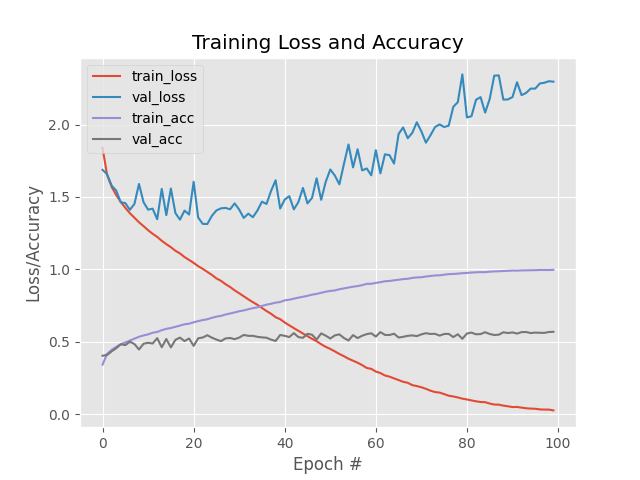 Training Loss and Accuracy
train_loss
val_loss
train_acc
val_acc
2.0
1.5
1.0
0.5
0.0
Loss/Accuracy
0 20 40 60 80 100
Epoch #